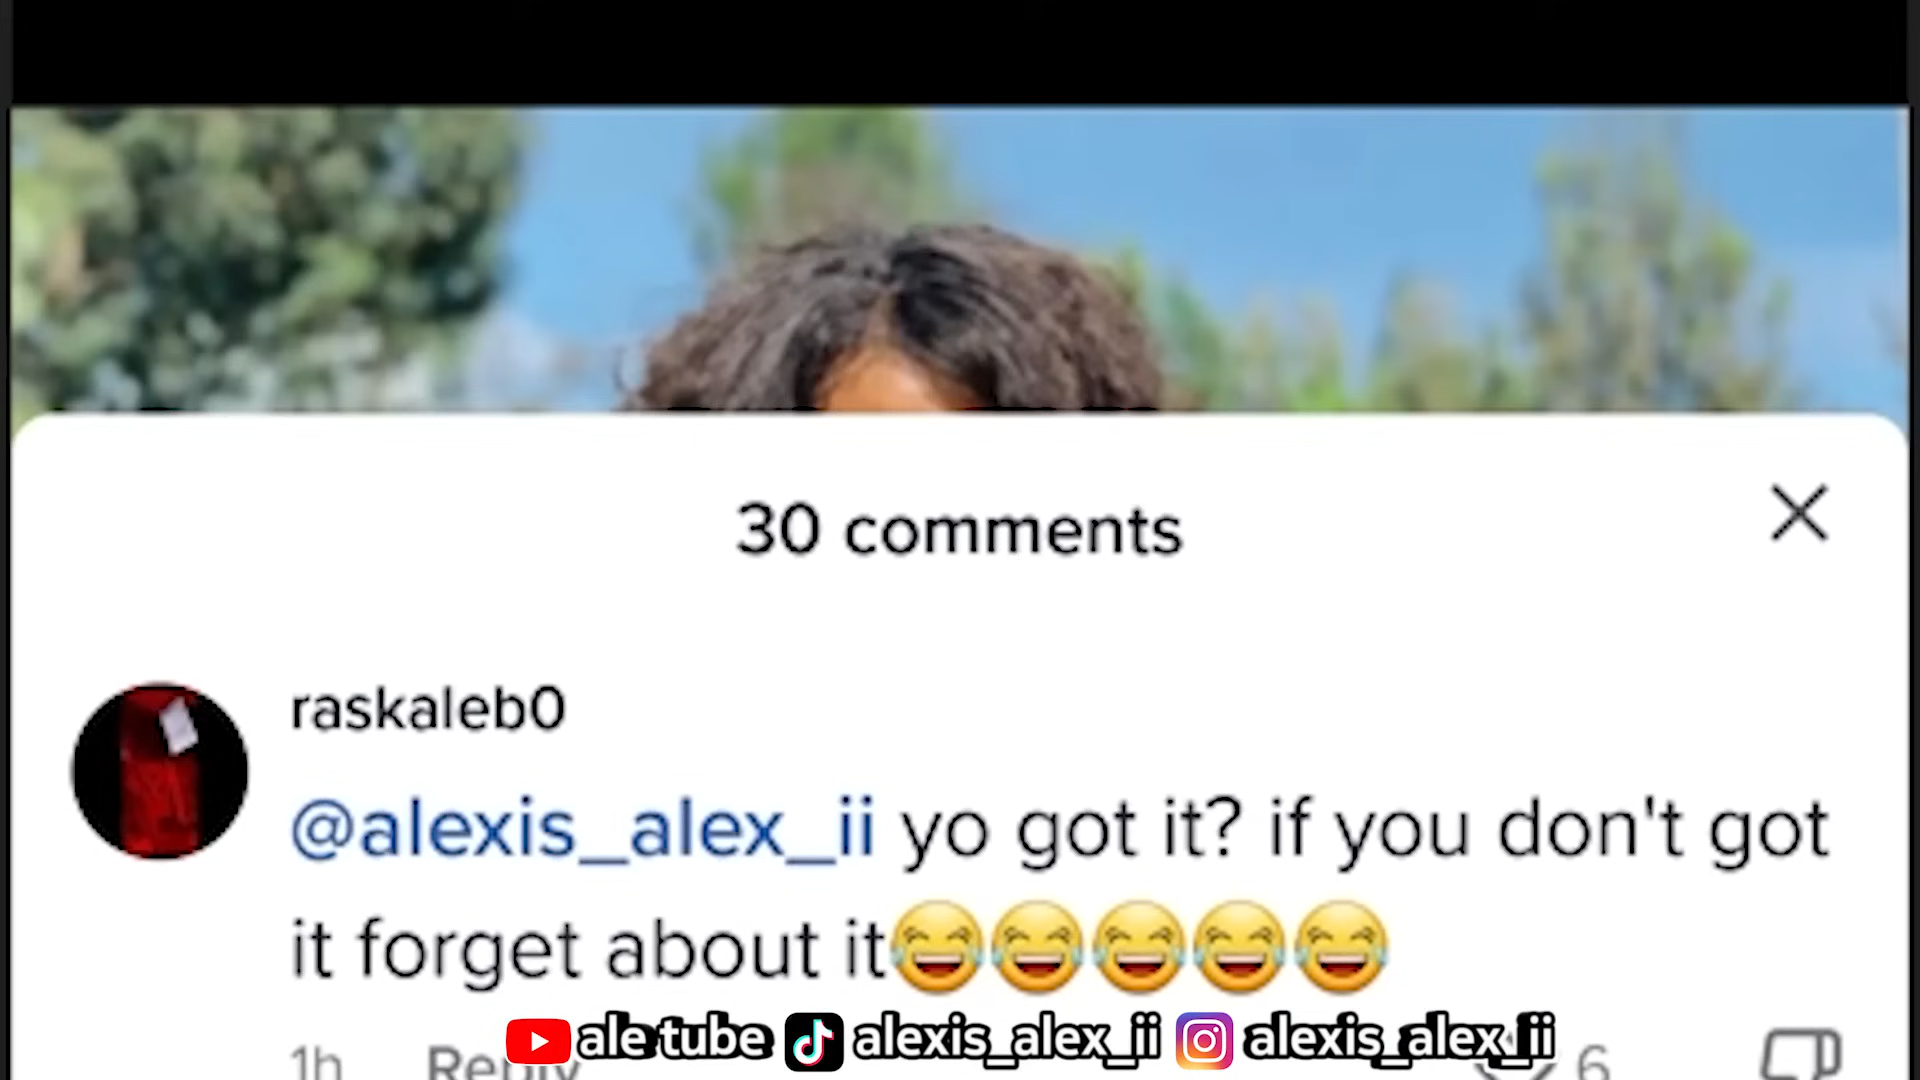 30 comments
raskaleb0
@alexis_alex_ii yo got it? if you don't got
it forget about it😂😂😂😂😂
1h Reply 6
ale tube alexis_alex_ii alexis_alex_ii